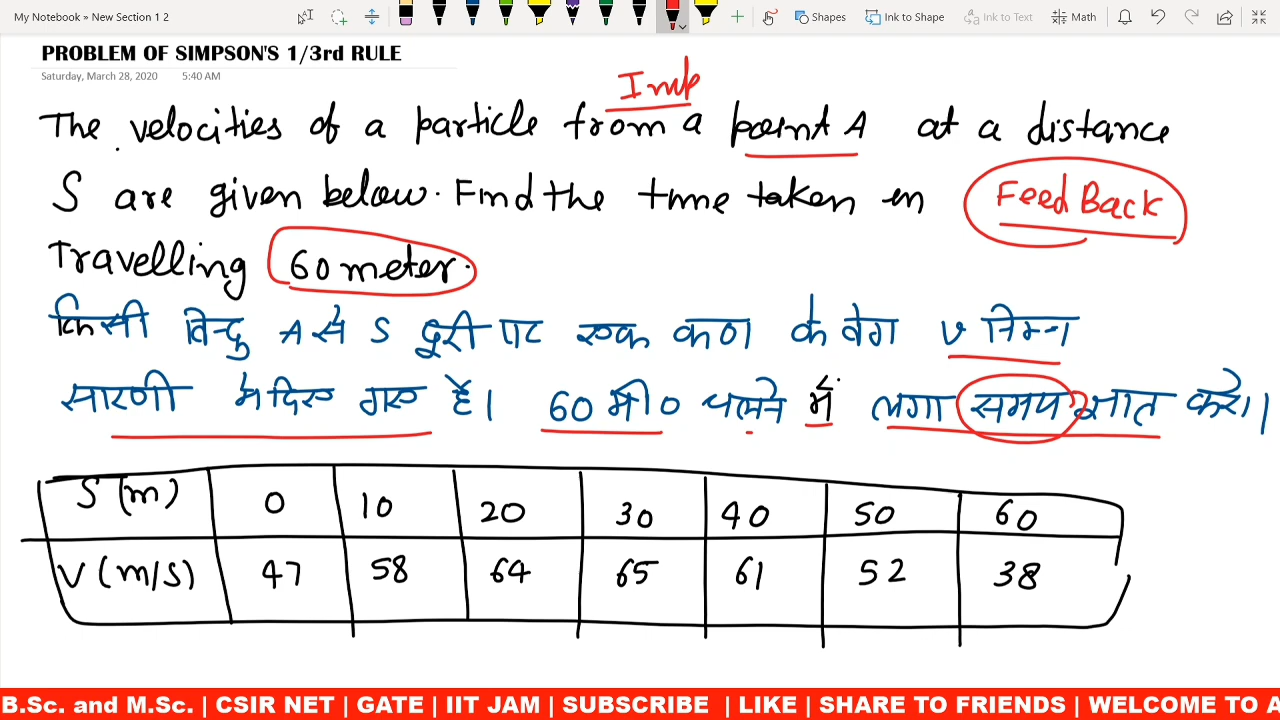 My Notebook » New Section 1 2
Shapes Ink to Shape Ink to Text Math
PROBLEM OF SIMPSON'S 1/3rd RULE
Saturday, March 28, 2020 5:40 AM
Imp
The velocities of a particle from a point A at a distance
S are given below. Find the time taken in
Feed Back
Travelling 60 meter.
किसी बिन्दु A से S दूरी पर एक कण के वेग v निम्न
सारणी में दिए गए है। 60 मी० चलने में लगा समय ज्ञात करो।
S (m) 0 10 20 30 40 50 60
V (m/s) 47 58 64 65 61 52 38
B.Sc. and M.Sc. | CSIR NET | GATE | IIT JAM | SUBSCRIBE | LIKE | SHARE TO FRIENDS | WELCOME TO A